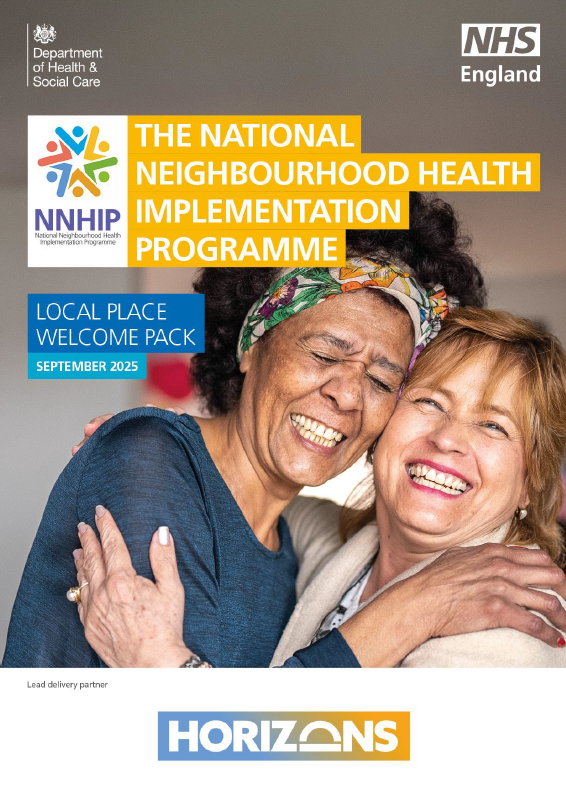 Department
of Health &
Social Care
NHS
England
NNHIP
National Neighbourhood Health
Implementation Programme
THE NATIONAL
NEIGHBOURHOOD HEALTH
IMPLEMENTATION
PROGRAMME
LOCAL PLACE
WELCOME PACK
SEPTEMBER 2025
Lead delivery partner
HORIZONS